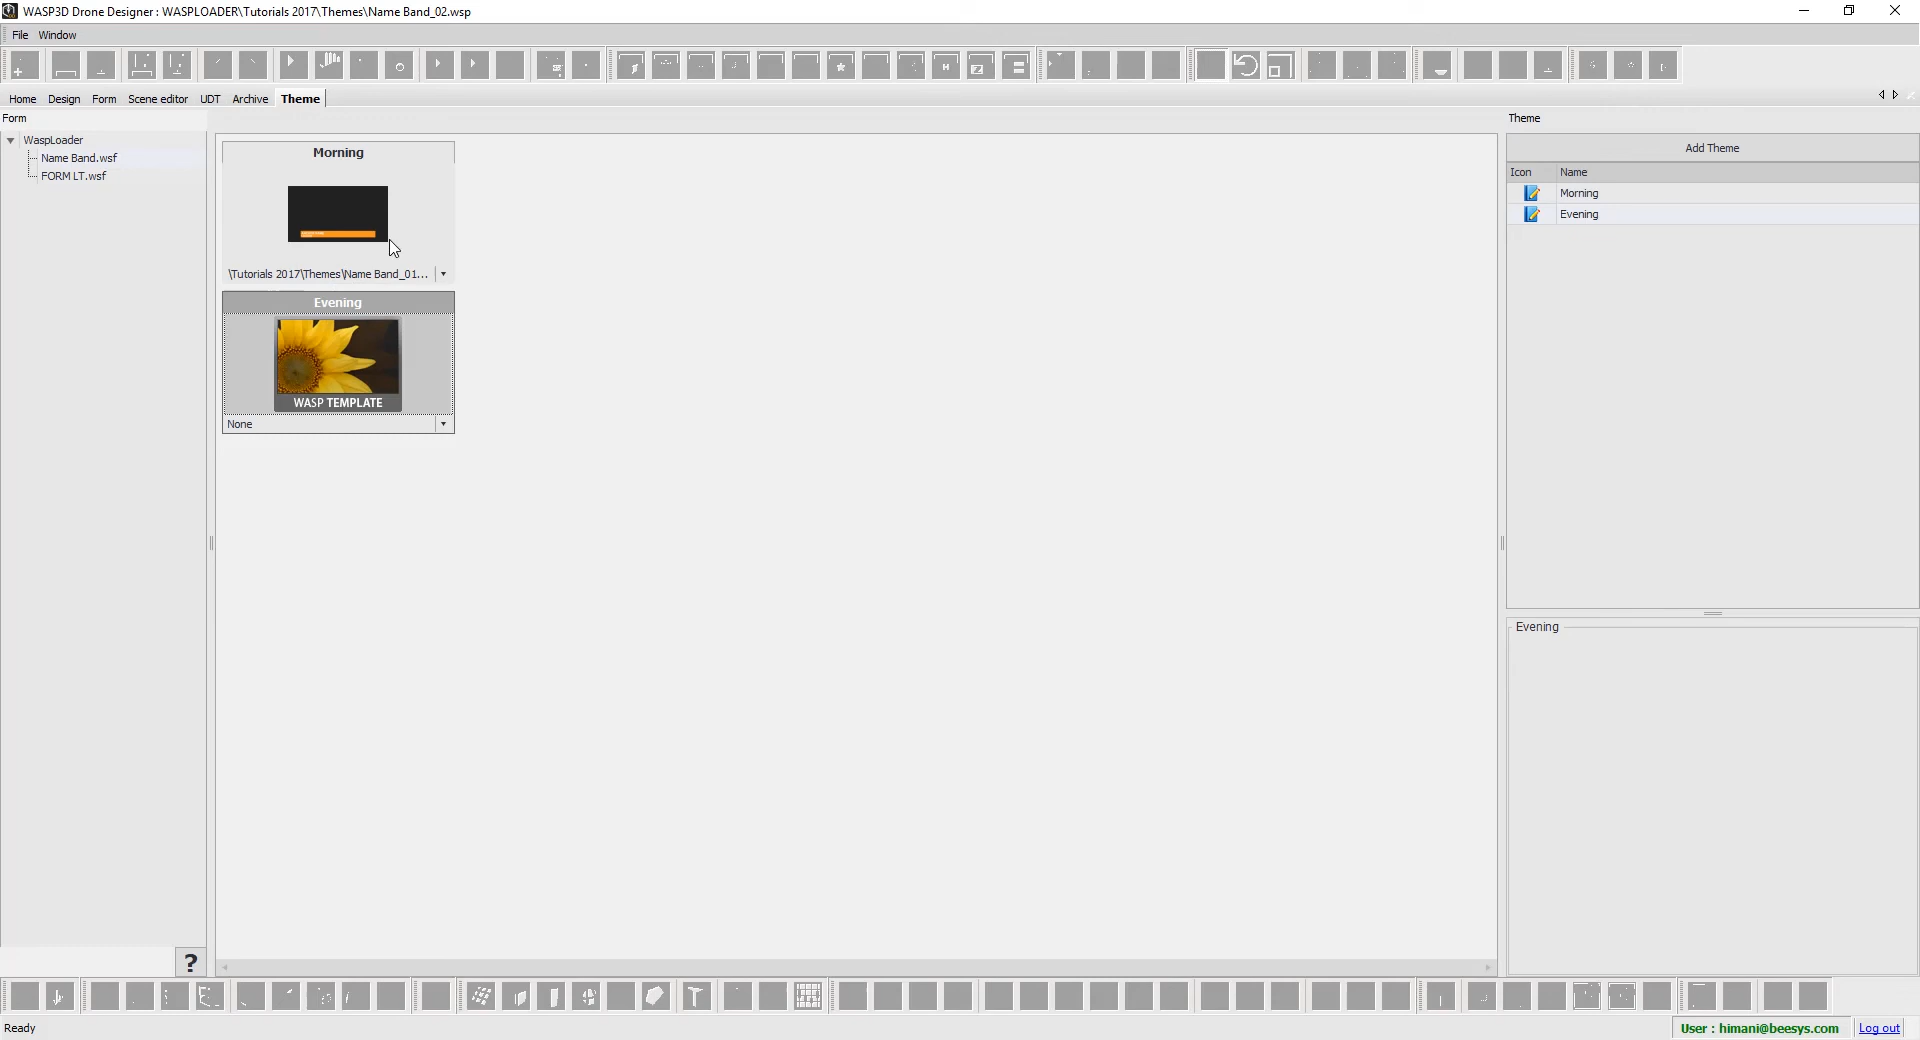 WASP3D Drone Designer : WASPLOADER\Tutorials 2017\Themes\Name Band_02.wsp
File Window
Home Design Form Scene editor UDT Archive Theme
Form
WaspLoader
Name Band.wsf
FORM LT.wsf
Morning
\Tutorials 2017\Themes\Name Band_01...
Evening
WASP TEMPLATE
None
Theme
Add Theme
Icon Name
Morning
Evening
Evening
?
Ready
User : himani@beesys.com Log out